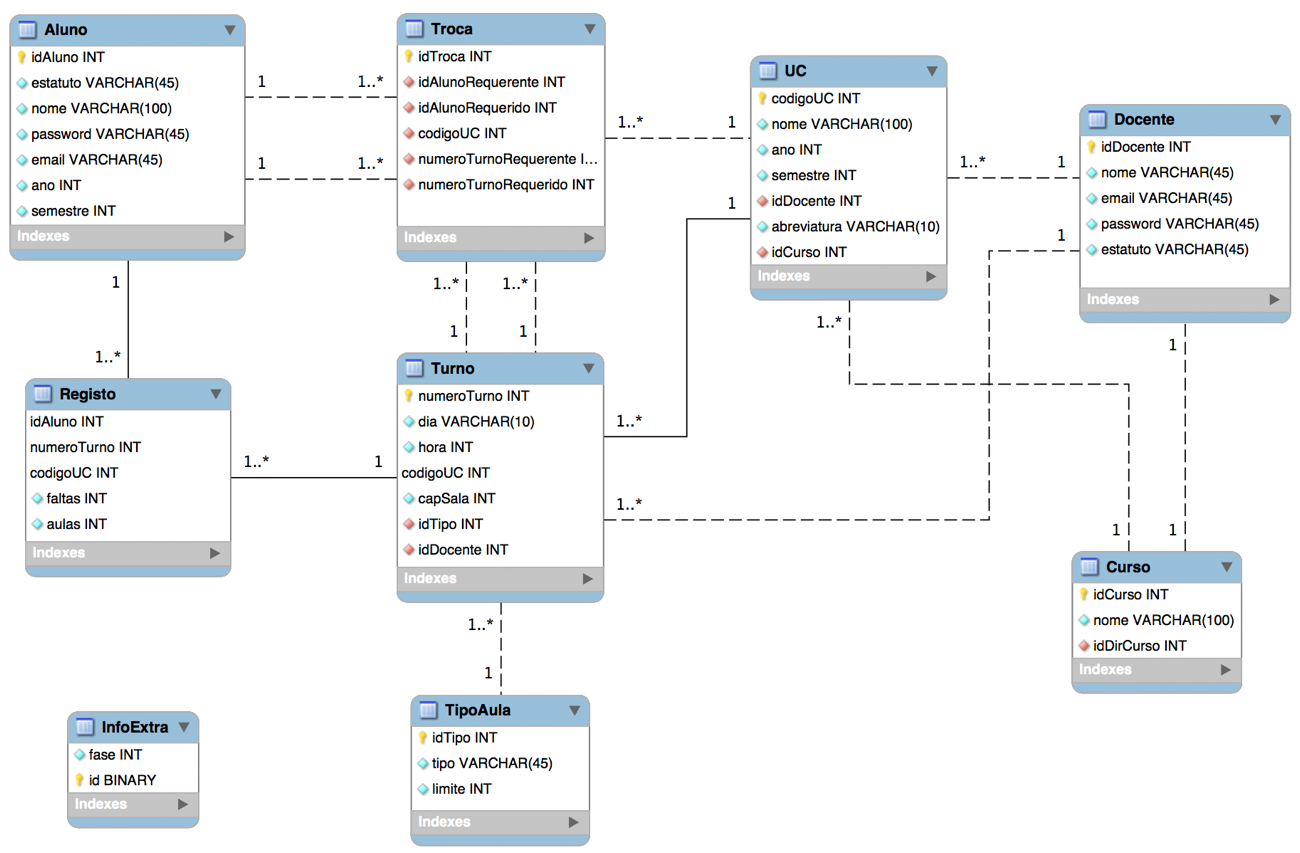 Aluno
idAluno INT
estatuto VARCHAR(45)
nome VARCHAR(100)
password VARCHAR(45)
email VARCHAR(45)
ano INT
semestre INT
Indexes
1
1..*
1
1..*
1
1..*
Troca
idTroca INT
idAlunoRequerente INT
idAlunoRequerido INT
codigoUC INT
numeroTurnoRequerente I...
numeroTurnoRequerido INT
Indexes
1..*
1
1..*
1..*
1
1
UC
codigoUC INT
nome VARCHAR(100)
ano INT
semestre INT
idDocente INT
abreviatura VARCHAR(10)
idCurso INT
Indexes
1
1..*
1..*
1
1
Docente
idDocente INT
nome VARCHAR(45)
email VARCHAR(45)
password VARCHAR(45)
estatuto VARCHAR(45)
Indexes
1
Registo
idAluno INT
numeroTurno INT
codigoUC INT
faltas INT
aulas INT
Indexes
1..*
1
Turno
numeroTurno INT
dia VARCHAR(10)
hora INT
codigoUC INT
capSala INT
idTipo INT
idDocente INT
Indexes
1..*
1..*
1..*
1
1
1
Curso
idCurso INT
nome VARCHAR(100)
idDirCurso INT
Indexes
InfoExtra
fase INT
id BINARY
Indexes
TipoAula
idTipo INT
tipo VARCHAR(45)
limite INT
Indexes